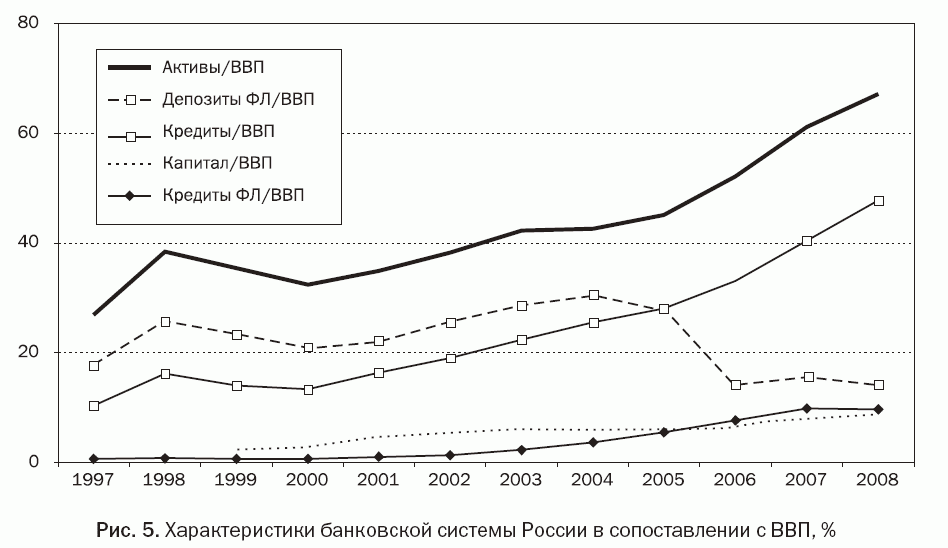 80
60
40
20
0
Активы/ВВП
Депозиты ФЛ/ВВП
Кредиты/ВВП
Капитал/ВВП
Кредиты ФЛ/ВВП
1997 1998 1999 2000 2001 2002 2003 2004 2005 2006 2007 2008
Рис. 5. Характеристики банковской системы России в сопоставлении с ВВП, %